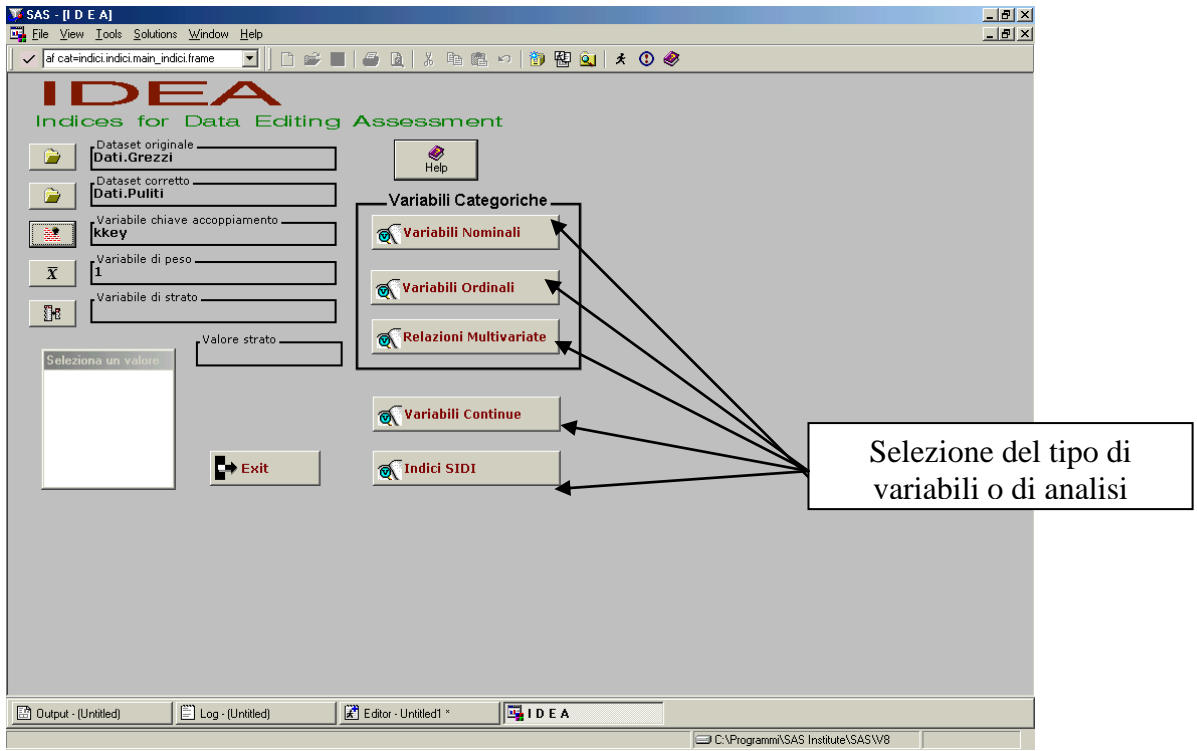 SAS - [I D E A]
File View Tools Solutions Window Help
af cat=indici.indici.main_indici.frame
IDEA
Indices for Data Editing Assessment
Dataset originale
Dati.Grezzi
Help
Dataset corretto
Dati.Puliti
Variabili Categoriche
Variabile chiave accoppiamento
kkey
Variabili Nominali
Variabile di peso
1
Variabili Ordinali
Variabile di strato
Relazioni Multivariate
Valore strato
Seleziona un valore
Variabili Continue
Exit
Indici SIDI
Selezione del tipo di
variabili o di analisi
Output - (Untitled) Log - (Untitled) Editor - Untitled1 * I D E A
C:\Programmi\SAS Institute\SAS\V8